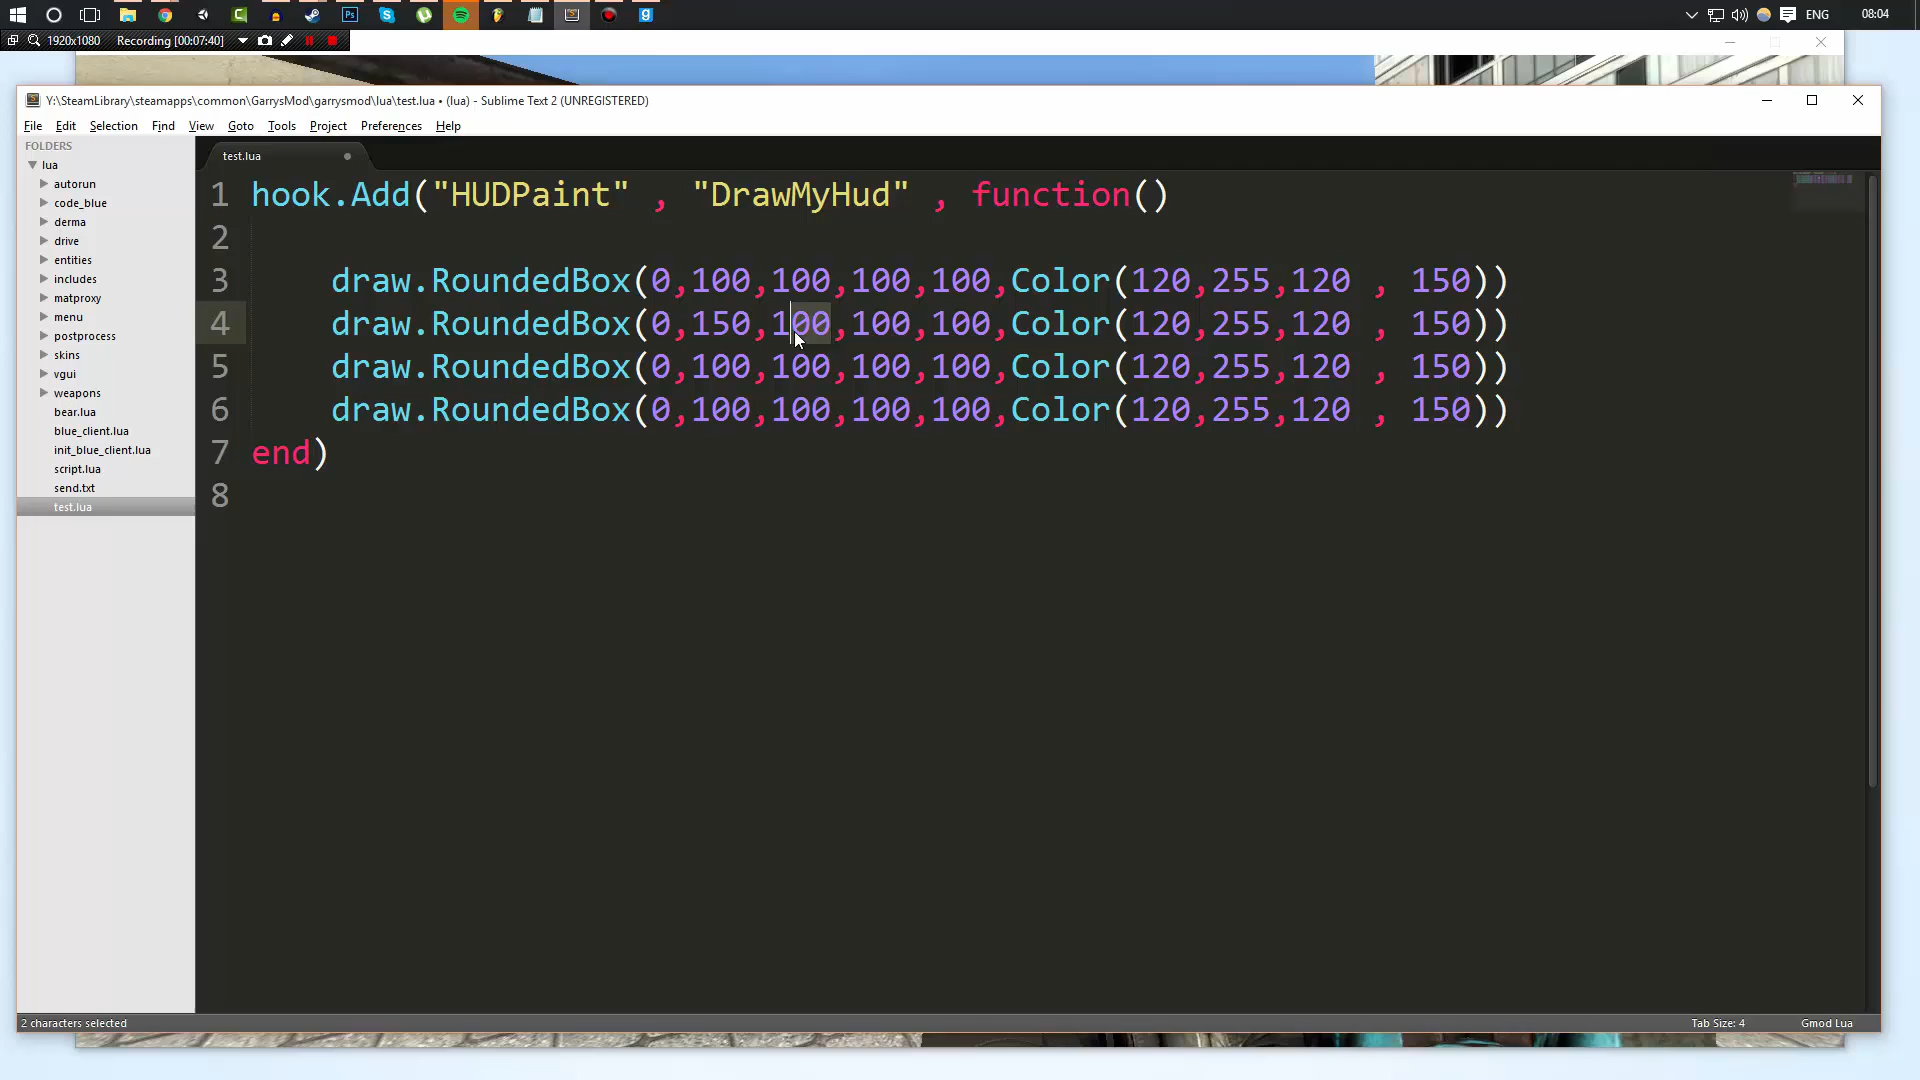 ENG
08:04
1920x1080 Recording [00:07:40]
Y:\SteamLibrary\steamapps\common\GarrysMod\garrysmod\lua\test.lua • (lua) - Sublime Text 2 (UNREGISTERED)
File Edit Selection Find View Goto Tools Project Preferences Help
FOLDERS
lua
autorun
code_blue
derma
drive
entities
includes
matproxy
menu
postprocess
skins
vgui
weapons
bear.lua
blue_client.lua
init_blue_client.lua
script.lua
send.txt
test.lua
test.lua
1 hook.Add("HUDPaint" , "DrawMyHud" , function()
2
3 draw.RoundedBox(0,100,100,100,100,Color(120,255,120 , 150))
4 draw.RoundedBox(0,150,100,100,100,Color(120,255,120 , 150))
5 draw.RoundedBox(0,100,100,100,100,Color(120,255,120 , 150))
6 draw.RoundedBox(0,100,100,100,100,Color(120,255,120 , 150))
7 end)
8
2 characters selected
Tab Size: 4
Gmod Lua